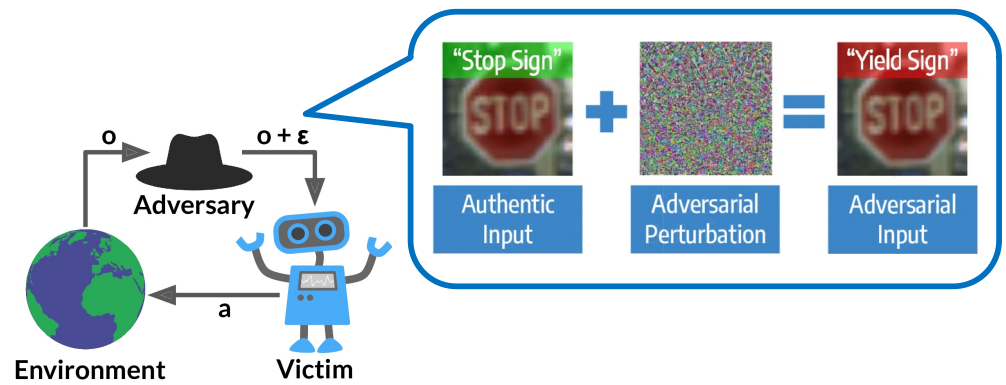 "Stop Sign"
STOP
Authentic
Input
Adversarial
Perturbation
"Yield Sign"
STOP
Adversarial
Input
o
o + ε
Adversary
a
Environment
Victim